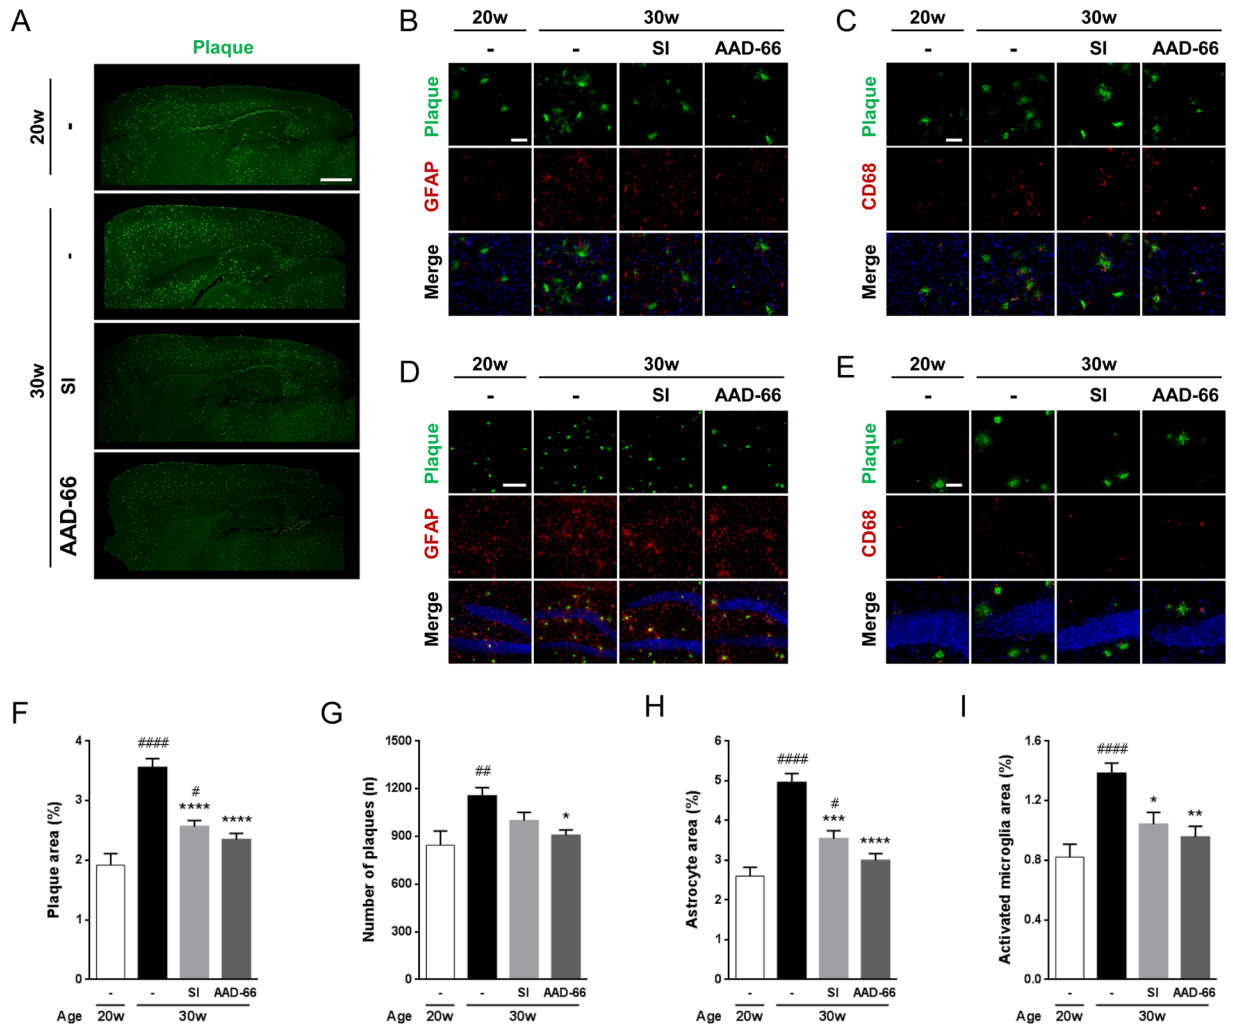 A
Plaque
20w
-
30w
-
SI
AAD-66
B
20w
30w
-
-
SI
AAD-66
Plaque
GFAP
Merge
C
20w
30w
-
-
SI
AAD-66
Plaque
CD68
Merge
D
20w
30w
-
-
SI
AAD-66
Plaque
GFAP
Merge
E
20w
30w
-
-
SI
AAD-66
Plaque
CD68
Merge
F
Plaque area (%)
4
3
2
1
0
####
#
****
****
-
-
SI
AAD-66
Age
20w
30w
G
Number of plaques (n)
1500
1200
900
600
300
0
##
*
-
-
SI
AAD-66
Age
20w
30w
H
Astrocyte area (%)
6
5
4
3
2
1
0
####
#
***
****
-
-
SI
AAD-66
Age
20w
30w
I
Activated microglia area (%)
1.6
1.2
0.8
0.4
0.0
####
*
**
-
-
SI
AAD-66
Age
20w
30w